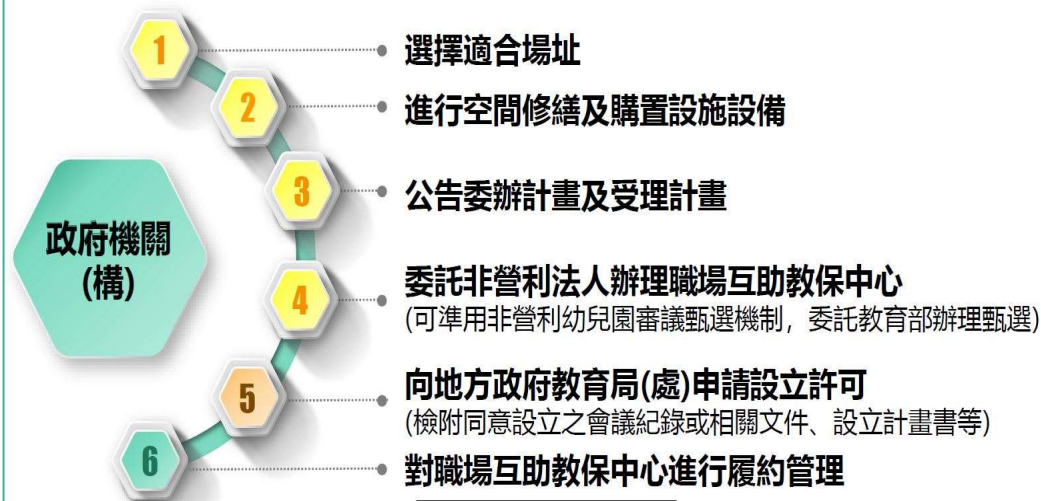 政府機關
(構)
1
選擇適合場址
2
進行空間修繕及購置設施設備
3
公告委辦計畫及受理計畫
4
委託非營利法人辦理職場互助教保中心
(可準用非營利幼兒園審議甄選機制，委託教育部辦理甄選)
5
向地方政府教育局(處)申請設立許可
(檢附同意設立之會議紀錄或相關文件、設立計畫書等)
6
對職場互助教保中心進行履約管理